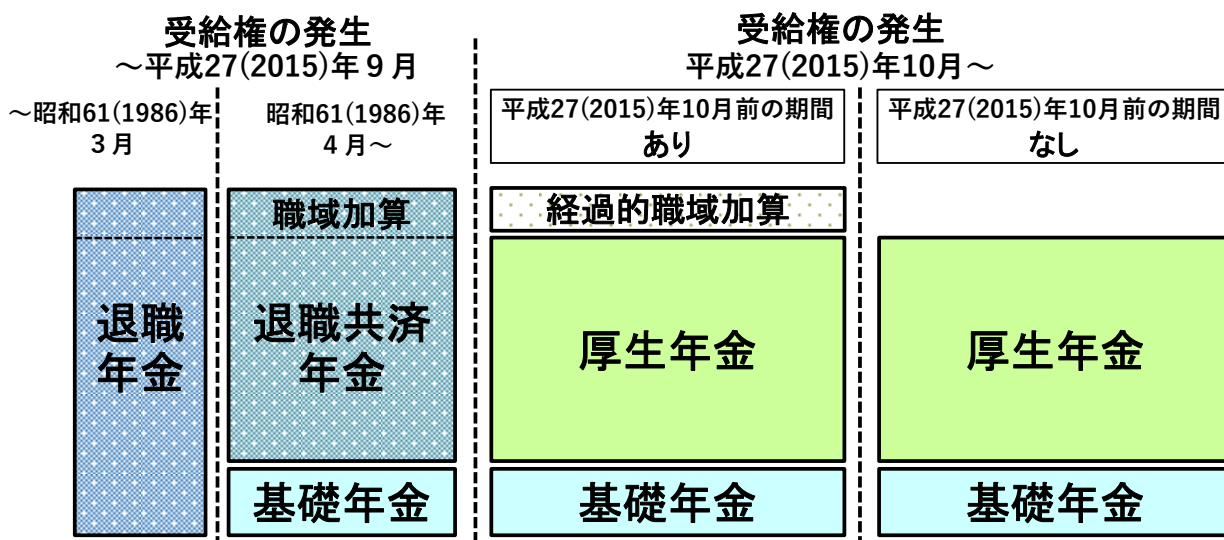 受給権の発生
～平成27(2015)年９月
受給権の発生
平成27(2015)年10月～
～昭和61(1986)年
３月
昭和61(1986)年
４月～
平成27(2015)年10月前の期間
あり
平成27(2015)年10月前の期間
なし
退職
年金
職域加算
退職共済
年金
基礎年金
経過的職域加算
厚生年金
基礎年金
厚生年金
基礎年金